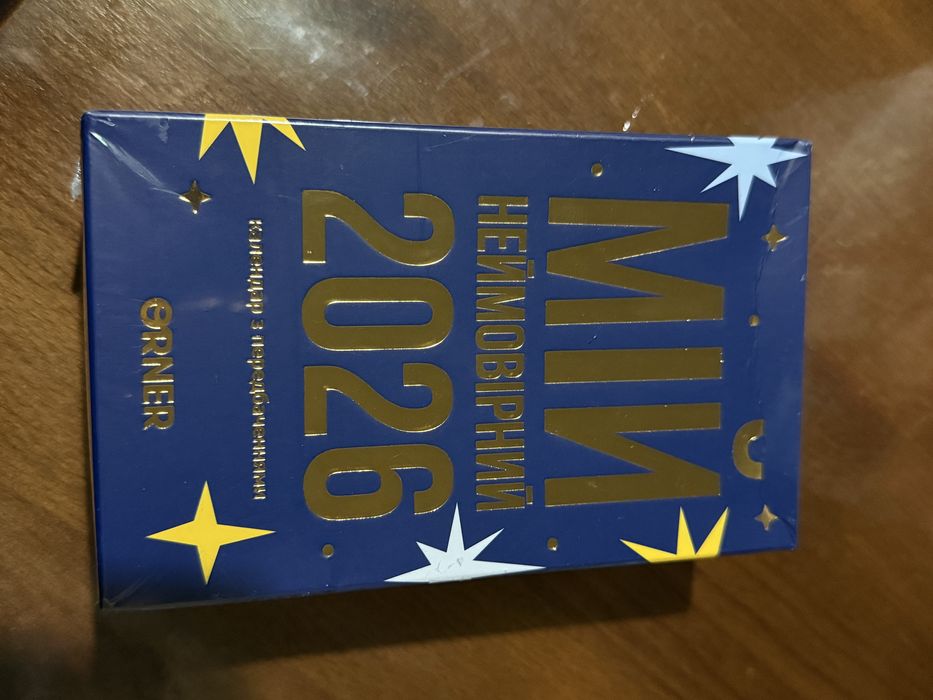 МІЙ
НЕЙМОВІРНИЙ
2026
календар з передбаченнями
ORNER